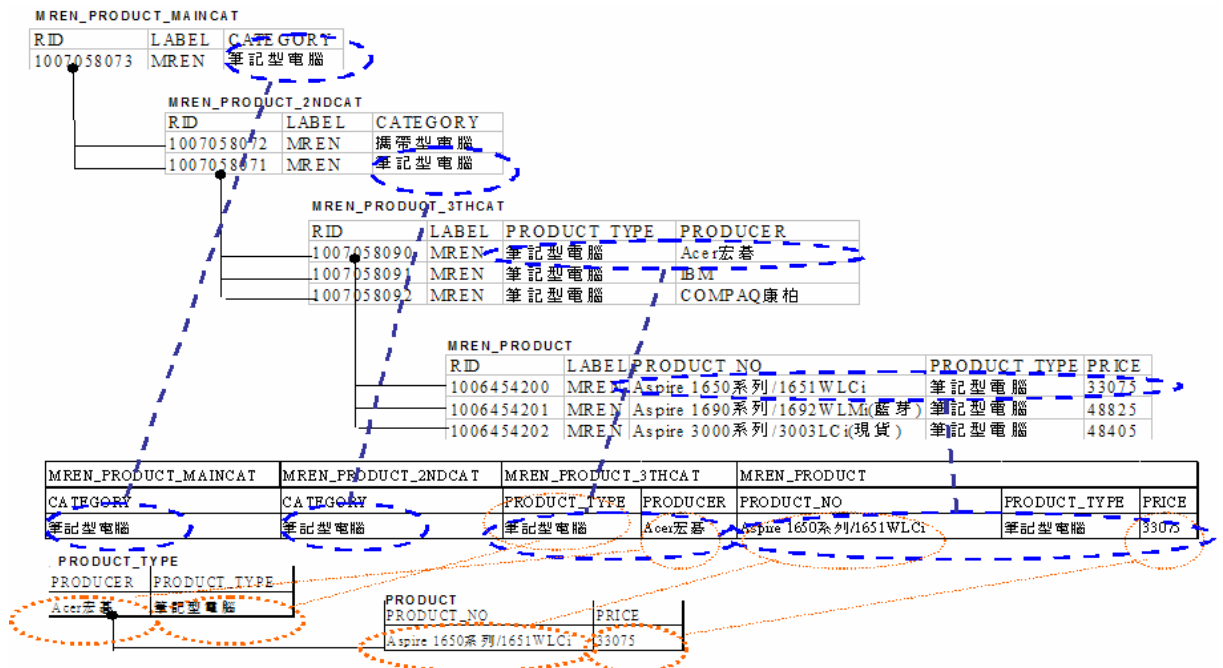 MREN_PRODUCT_MAINCAT
RID LABEL CATEGORY
1007058073 MREN 筆記型電腦
MREN_PRODUCT_2NDCAT
RID LABEL CATEGORY
1007058072 MREN 攜帶型電腦
1007058071 MREN 筆記型電腦
MREN_PRODUCT_3THCAT
RID LABEL PRODUCT TYPE PRODUCER
1007058090 MREN 筆記型電腦 Acer宏碁
1007058091 MREN 筆記型電腦 IBM
1007058092 MREN 筆記型電腦 COMPAQ康柏
MREN_PRODUCT
RID LABEL PRODUCT NO PRODUCT TYPE PRICE
1006454200 MREN Aspire 1650系列/1651WLCi 筆記型電腦 33075
1006454201 MREN Aspire 1690系列/1692WLMi(藍芽) 筆記型電腦 48825
1006454202 MREN Aspire 3000系列/3003LCi(現貨) 筆記型電腦 48405
MREN_PRODUCT_MAINCAT MREN_PRODUCT_2NDCAT MREN_PRODUCT_3THCAT MREN_PRODUCT
CATEGORY CATEGORY PRODUCT_TYPE PRODUCER PRODUCT_NO PRODUCT_TYPE PRICE
筆記型電腦 筆記型電腦 筆記型電腦 Acer宏碁 Aspire 1650系列/1651WLCi 筆記型電腦 33075
PRODUCT_TYPE
PRODUCER PRODUCT_TYPE
Acer宏碁 筆記型電腦
PRODUCT
PRODUCT_NO PRICE
Aspire 1650系列/1651WLCi 33075